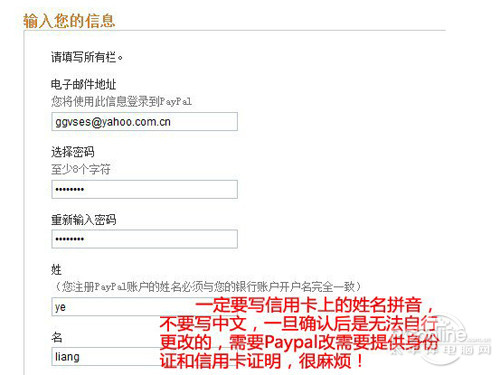 输入您的信息
请填写所有栏。
电子邮件地址
您将使用此信息登录到PayPal
ggvses@yahoo.com.cn
选择密码
至少8个字符
••••••••
重新输入密码
••••••••
姓
（您注册PayPal账户的姓名必须与您的银行账户开户名完全一致）
ye
一定要写信用卡上的姓名拼音，
不要写中文，一旦确认后是无法自行
更改的，需要Paypal改需要提供身份
证和信用卡证明，很麻烦！
名
liang